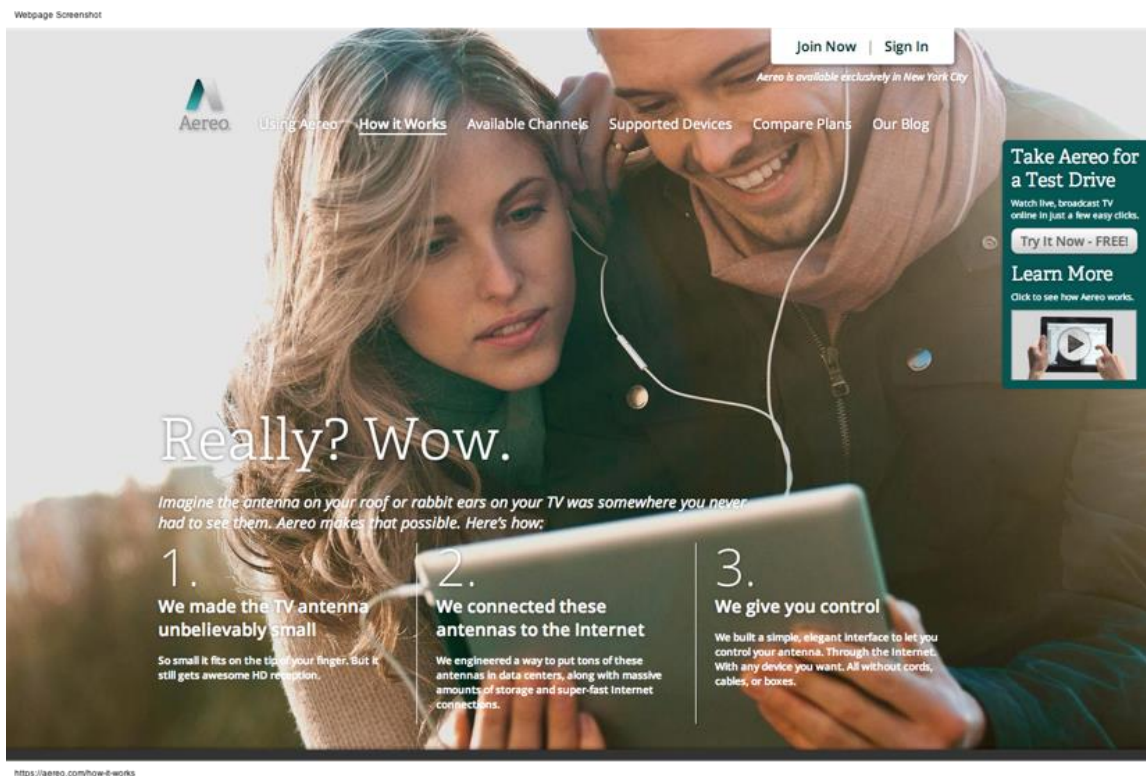 Webpage Screenshot
Join Now | Sign In
Aereo is available exclusively in New York City
Aereo.
Using Aereo How it Works Available Channels Supported Devices Compare Plans Our Blog
Take Aereo for
a Test Drive
Watch live, broadcast TV
online in just a few easy clicks.
Try It Now - FREE!
Learn More
Click to see how Aereo works.
Really? Wow.
Imagine the antenna on your roof or rabbit ears on your TV was somewhere you never
had to see them. Aereo makes that possible. Here's how:
1.
We made the TV antenna
unbelievably small
So small it fits on the tip of your finger. But it
still gets awesome HD reception.
2.
We connected these
antennas to the Internet
We engineered a way to put tons of these
antennas in data centers, along with massive
amounts of storage and super-fast Internet
connections.
3.
We give you control
We built a simple, elegant interface to let you
control your antenna. Through the Internet.
With any device you want. All without cords,
cables, or boxes.
https://aereo.com/how-it-works